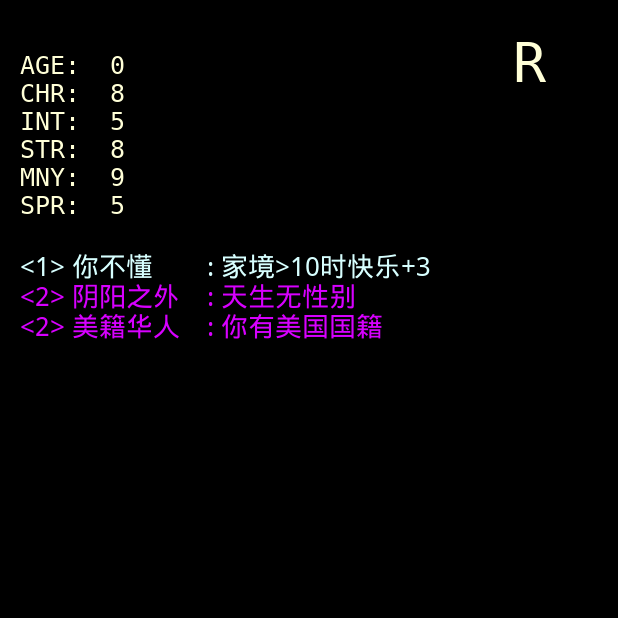 R
AGE: 0
CHR: 8
INT: 5
STR: 8
MNY: 9
SPR: 5
<1> 你不懂 : 家境>10时快乐+3
<2> 阴阳之外 : 天生无性别
<2> 美籍华人 : 你有美国国籍